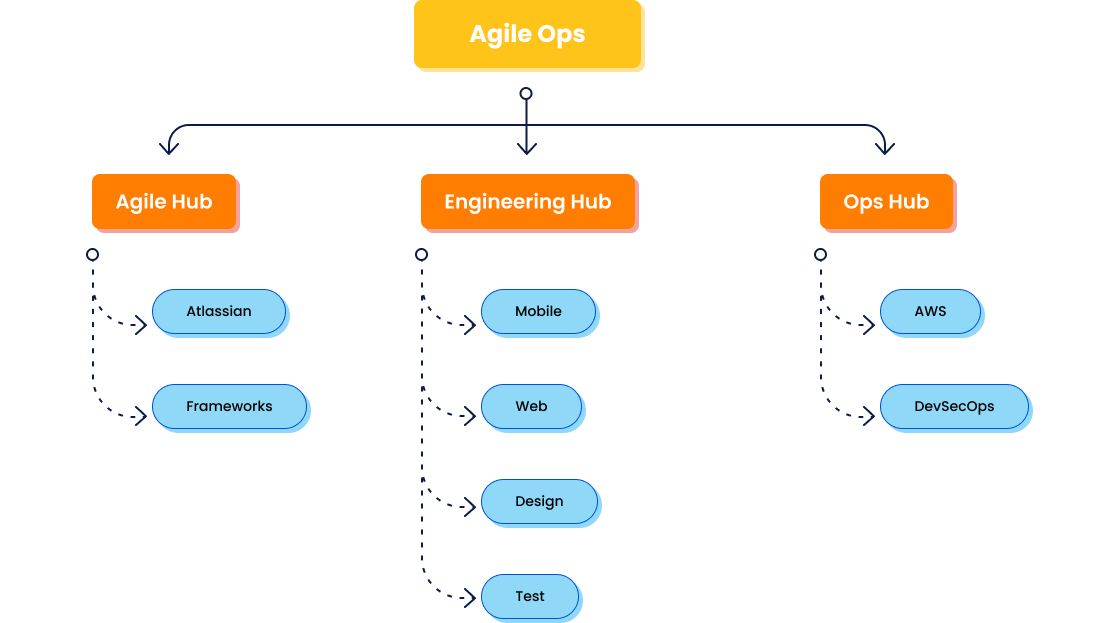 Agile Ops
Agile Hub
Engineering Hub
Ops Hub
Atlassian
Mobile
AWS
Frameworks
Web
DevSecOps
Design
Test